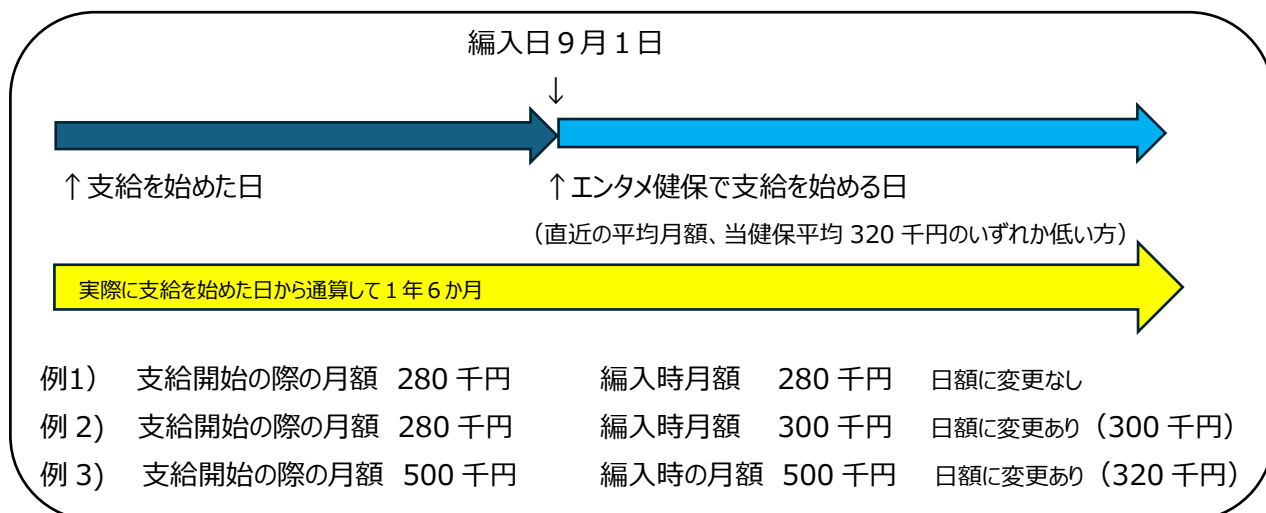 編入日９月１日
↓
↑支給を始めた日
↑エンタメ健保で支給を始める日
（直近の平均月額、当健保平均 320 千円のいずれか低い方）
実際に支給を始めた日から通算して１年６か月
例1） 支給開始の際の月額 280 千円 編入時月額 280 千円 日額に変更なし
例 2) 支給開始の際の月額 280 千円 編入時月額 300 千円 日額に変更あり（300 千円）
例 3) 支給開始の際の月額 500 千円 編入時の月額 500 千円 日額に変更あり（320 千円）